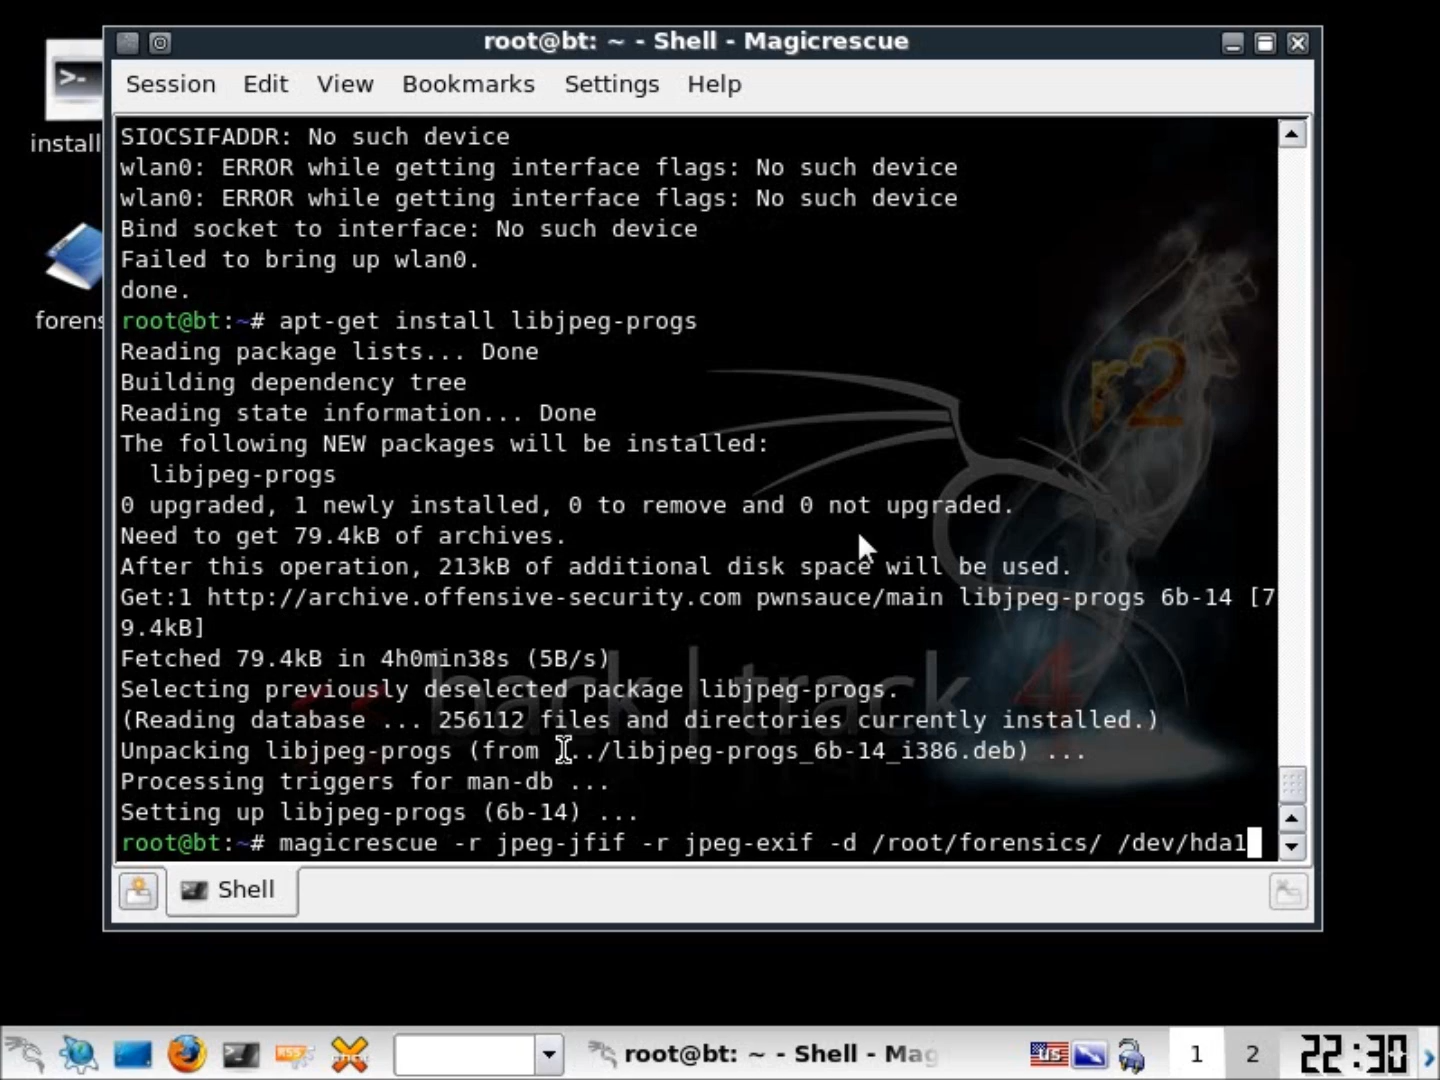 root@bt: ~ - Shell - Magicrescue
Session Edit View Bookmarks Settings Help
install
forens
SIOCSIFADDR: No such device
wlan0: ERROR while getting interface flags: No such device
wlan0: ERROR while getting interface flags: No such device
Bind socket to interface: No such device
Failed to bring up wlan0.
done.
root@bt:~# apt-get install libjpeg-progs
Reading package lists... Done
Building dependency tree
Reading state information... Done
The following NEW packages will be installed:
libjpeg-progs
0 upgraded, 1 newly installed, 0 to remove and 0 not upgraded.
Need to get 79.4kB of archives.
After this operation, 213kB of additional disk space will be used.
Get:1 http://archive.offensive-security.com pwnsauce/main libjpeg-progs 6b-14 [7
9.4kB]
Fetched 79.4kB in 4h0min38s (5B/s)
Selecting previously deselected package libjpeg-progs.
(Reading database ... 256112 files and directories currently installed.)
Unpacking libjpeg-progs (from .../libjpeg-progs_6b-14_i386.deb) ...
Processing triggers for man-db ...
Setting up libjpeg-progs (6b-14) ...
root@bt:~# magicrescue -r jpeg-jfif -r jpeg-exif -d /root/forensics/ /dev/hda1
r2
<< back | track 4
Shell
RSS
root@bt: ~ - Shell - Mag
us
1 2
22:30